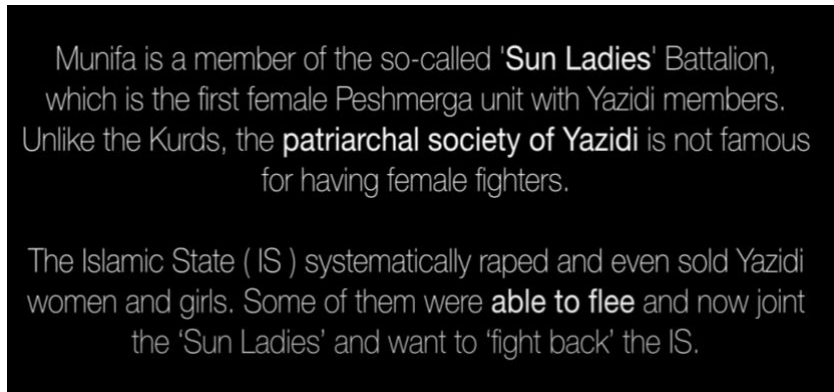 Munifa is a member of the so-called 'Sun Ladies' Battalion,
which is the first female Peshmerga unit with Yazidi members.
Unlike the Kurds, the patriarchal society of Yazidi is not famous
for having female fighters.
The Islamic State ( IS ) systematically raped and even sold Yazidi
women and girls. Some of them were able to flee and now joint
the ‘Sun Ladies’ and want to ‘fight back’ the IS.